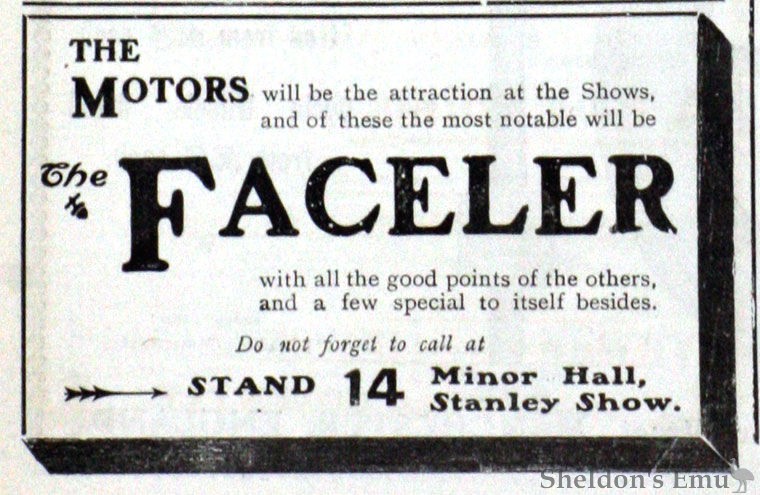 THE
MOTORS will be the attraction at the Shows,
and of these the most notable will be
The FACELER
with all the good points of the others,
and a few special to itself besides.
Do not forget to call at
STAND 14 Minor Hall,
Stanley Show.
Sheldon's Emu